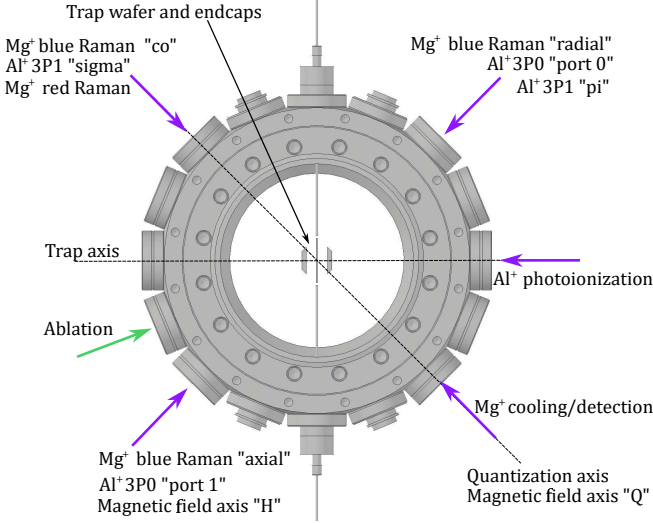 Trap wafer and endcaps
Mg⁺ blue Raman "co"
Al⁺ 3P1 "sigma"
Mg⁺ red Raman
Mg⁺ blue Raman "radial"
Al⁺ 3P0 "port 0"
Al⁺ 3P1 "pi"
Trap axis
Al⁺ photoionization
Ablation
Mg⁺ cooling/detection
Mg⁺ blue Raman "axial"
Al⁺ 3P0 "port 1"
Magnetic field axis "H"
Quantization axis
Magnetic field axis "Q"